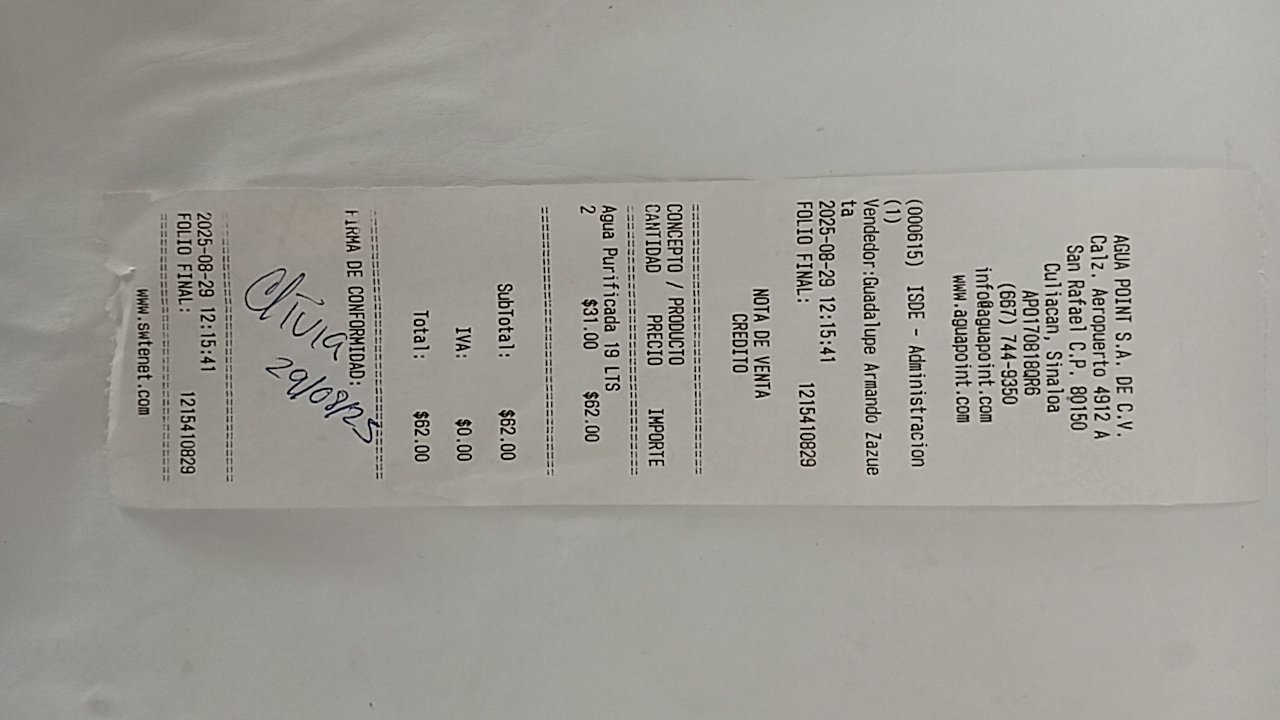 AGUA POINT S.A. DE C.V.
Calz. Aeropuerto 4912 A
San Rafael C.P. 80150
Culiacan, Sinaloa
APO170818QR6
(667) 744-9350
info@aguapoint.com
www.aguapoint.com
(000615) ISDE - Administracion
(1)
Vendedor:Guadalupe Armando Zazue
ta
2025-08-29 12:15:41
FOLIO FINAL: 1215410829
NOTA DE VENTA
CREDITO
CONCEPTO / PRODUCTO
CANTIDAD PRECIO IMPORTE
Agua Purificada 19 LTS
2 $31.00 $62.00
SubTotal: $62.00
IVA: $0.00
Total: $62.00
FIRMA DE CONFORMIDAD:
Olivia 29/08/25
2025-08-29 12:15:41
FOLIO FINAL: 1215410829
www.swtenet.com